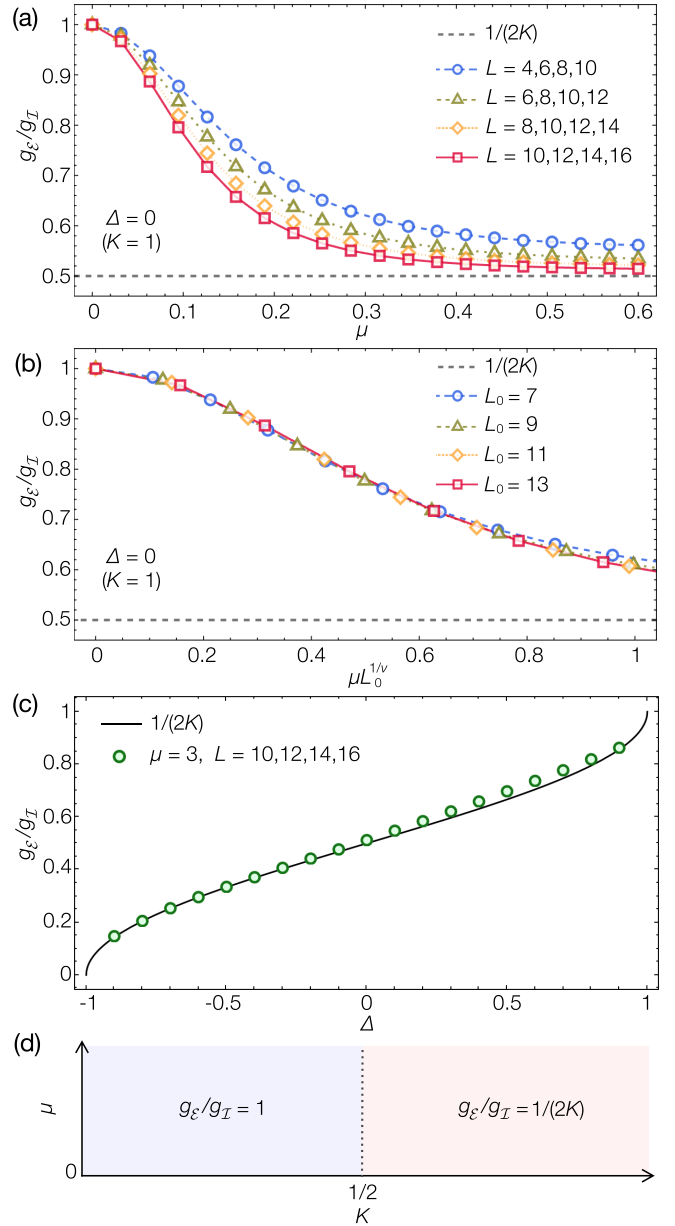 (a)
1
0.9
0.8
0.7
0.6
0.5
g_ℰ/g_ℐ
1/(2K)
L = 4,6,8,10
L = 6,8,10,12
L = 8,10,12,14
L = 10,12,14,16
Δ = 0
(K = 1)
0 0.1 0.2 0.3 0.4 0.5 0.6
μ
(b)
1
0.9
0.8
0.7
0.6
0.5
g_ℰ/g_ℐ
1/(2K)
L₀ = 7
L₀ = 9
L₀ = 11
L₀ = 13
Δ = 0
(K = 1)
0 0.2 0.4 0.6 0.8 1
μL₀^{1/ν}
(c)
1
0.8
0.6
0.4
0.2
0
g_ℰ/g_ℐ
1/(2K)
μ = 3, L = 10,12,14,16
-1 -0.5 0 0.5 1
Δ
(d)
μ
g_ℰ/g_ℐ = 1
g_ℰ/g_ℐ = 1/(2K)
0
1/2
K